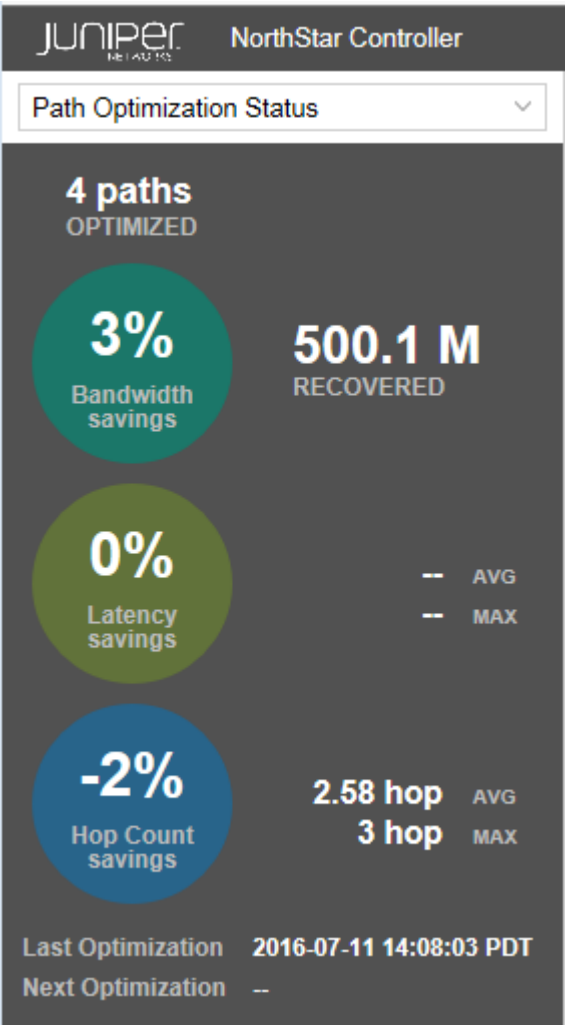 JUNIPER NorthStar Controller
NETWORKS
Path Optimization Status
4 paths
OPTIMIZED
3%
Bandwidth
savings
500.1 M
RECOVERED
0%
Latency
savings
-- AVG
-- MAX
-2%
Hop Count
savings
2.58 hop AVG
3 hop MAX
Last Optimization 2016-07-11 14:08:03 PDT
Next Optimization --